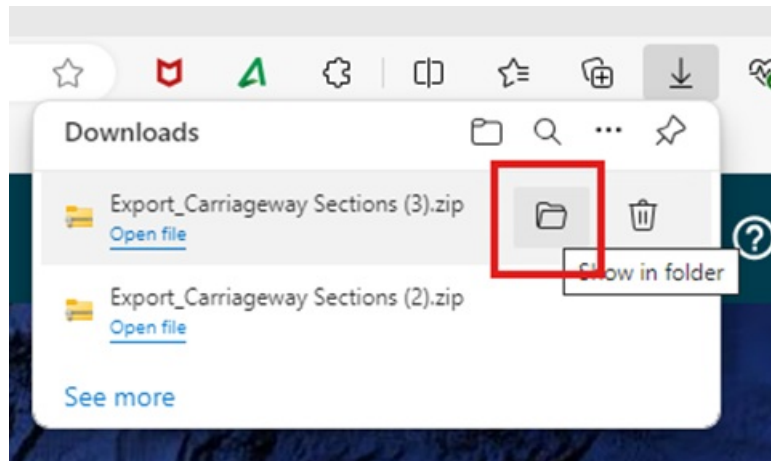 Downloads
Export_Carriageway Sections (3).zip
Open file
Show in folder
Export_Carriageway Sections (2).zip
Open file
See more